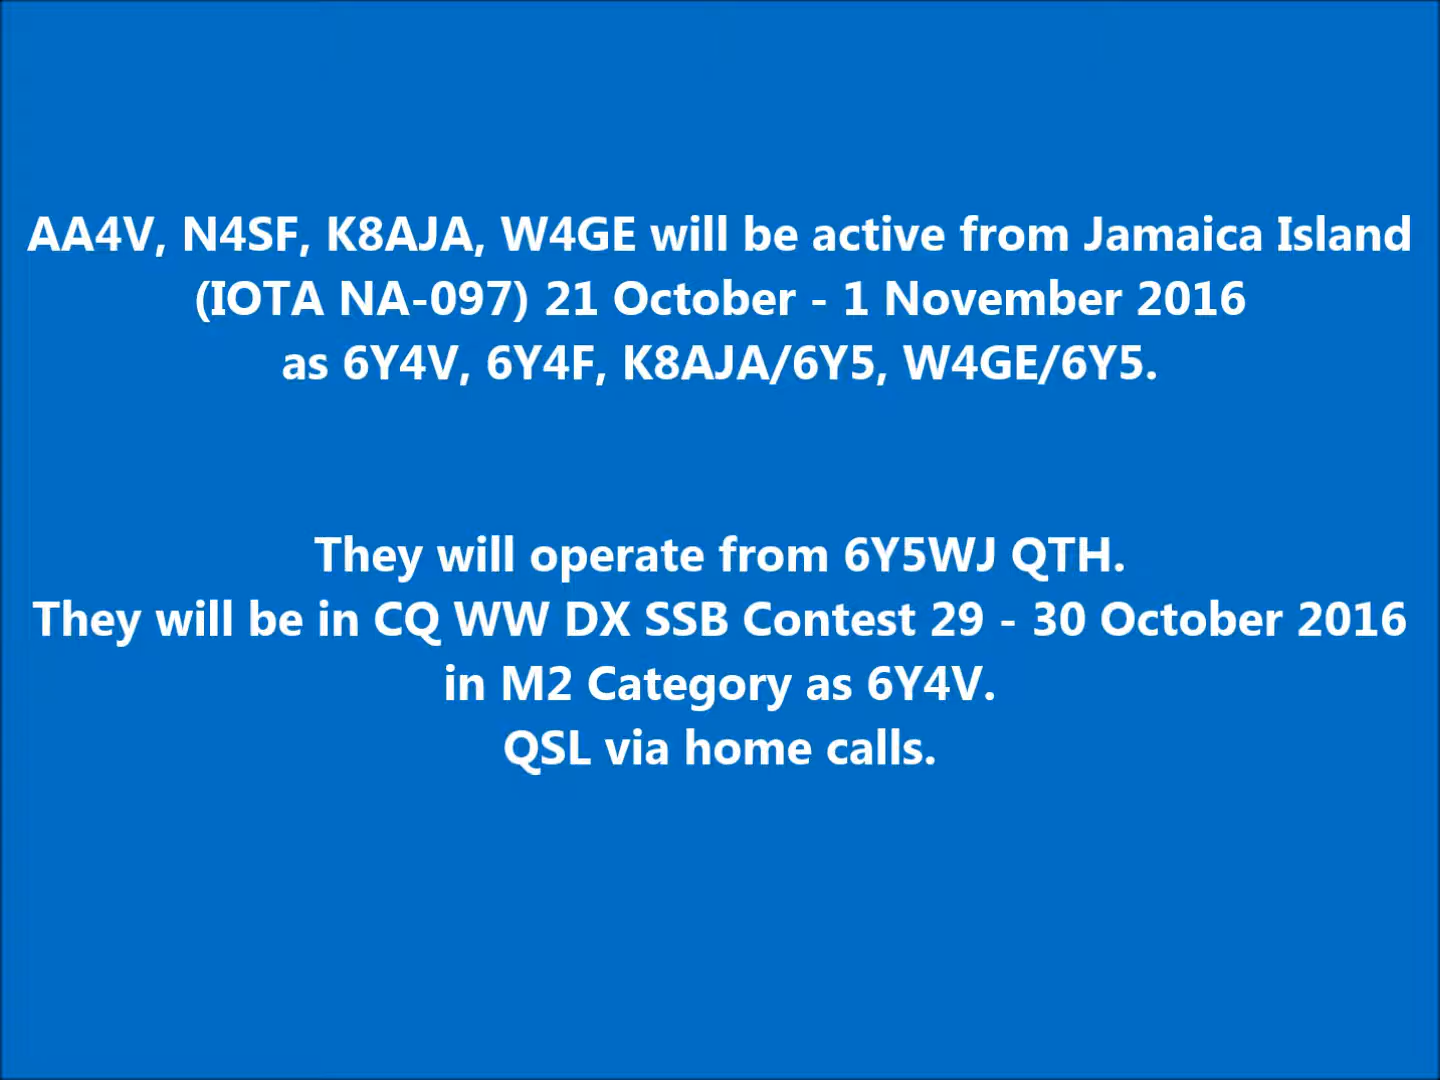 AA4V, N4SF, K8AJA, W4GE will be active from Jamaica Island
(IOTA NA-097) 21 October - 1 November 2016
as 6Y4V, 6Y4F, K8AJA/6Y5, W4GE/6Y5.
They will operate from 6Y5WJ QTH.
They will be in CQ WW DX SSB Contest 29 - 30 October 2016
in M2 Category as 6Y4V.
QSL via home calls.